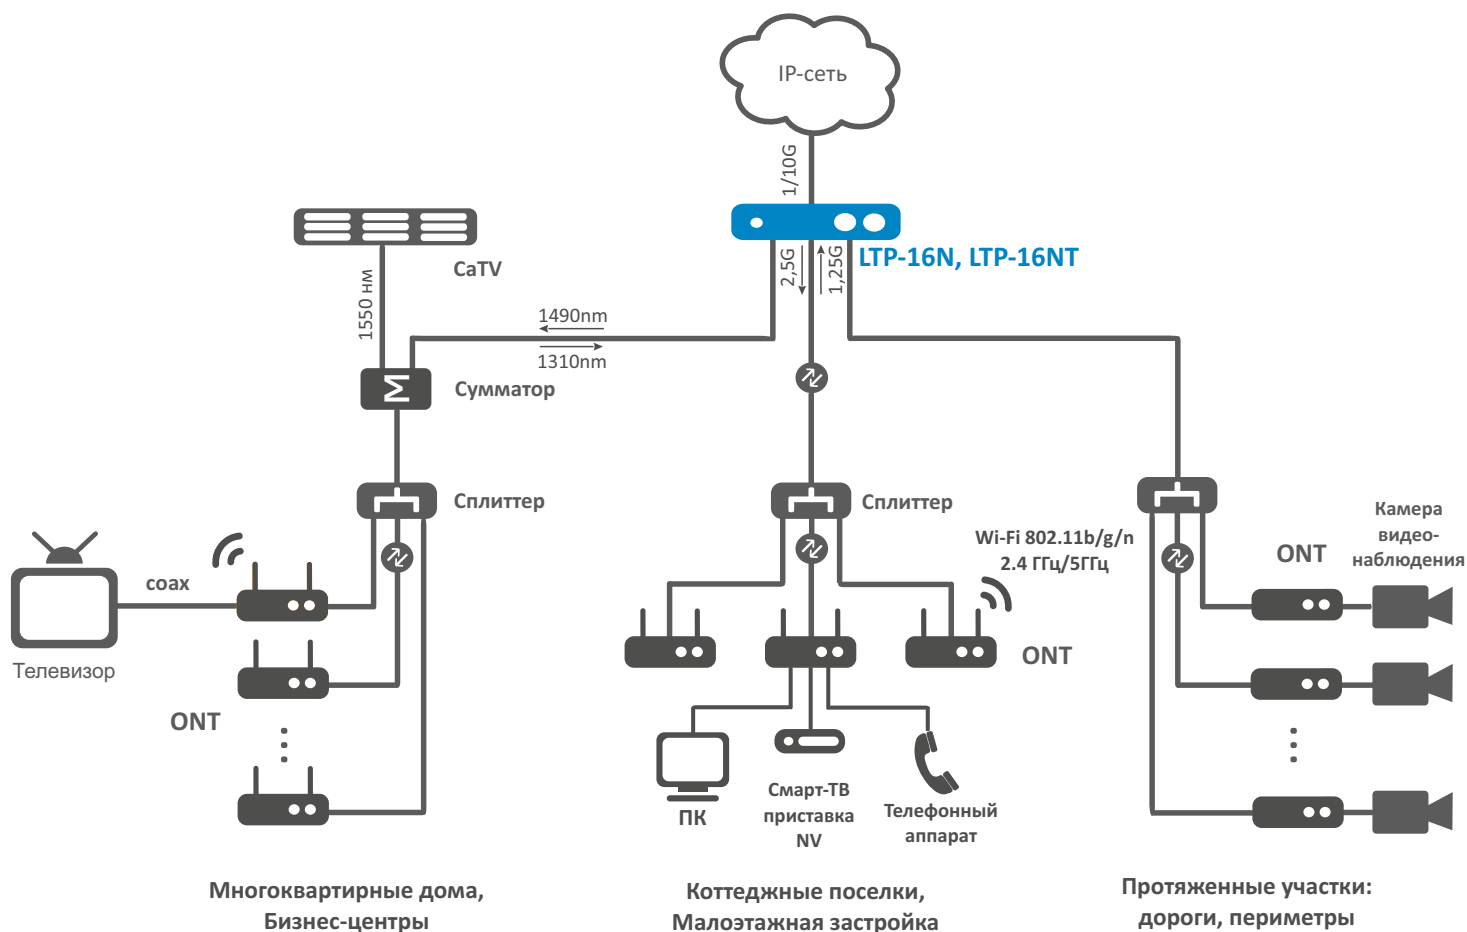 IP-сеть
1/10G
LTP-16N, LTP-16NT
2,5G
1,25G
CaTV
1550 нм
1490nm
1310nm
Сумматор
Сплиттер
coax
Телевизор
ONT
Многоквартирные дома,
Бизнес-центры
Сплиттер
Wi-Fi 802.11b/g/n
2.4 ГГц/5ГГц
ONT
ПК
Смарт-ТВ
приставка
NV
Телефонный
аппарат
Коттеджные поселки,
Малоэтажная застройка
ONT
Камера
видео-
наблюдения
Протяженные участки:
дороги, периметры